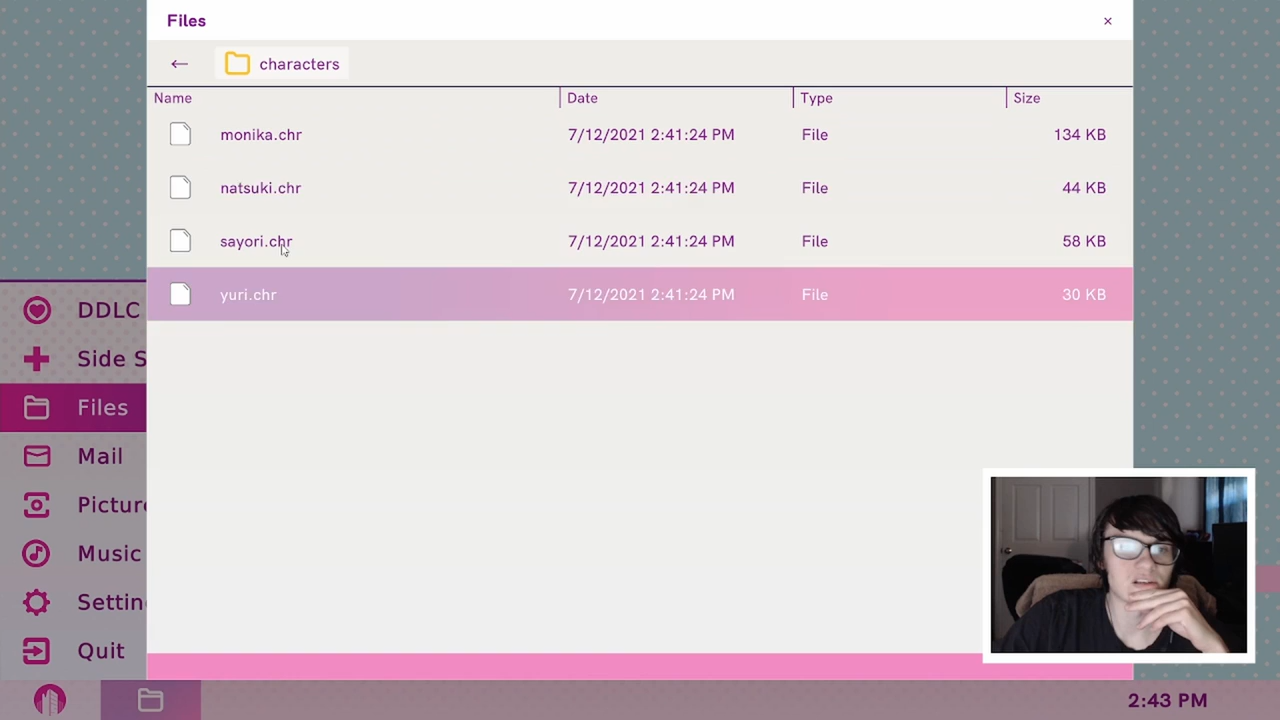 Files
characters
Name Date Type Size
monika.chr 7/12/2021 2:41:24 PM File 134 KB
natsuki.chr 7/12/2021 2:41:24 PM File 44 KB
sayori.chr 7/12/2021 2:41:24 PM File 58 KB
yuri.chr 7/12/2021 2:41:24 PM File 30 KB
DDLC
Side S
Files
Mail
Picture
Music
Settin
Quit
2:43 PM